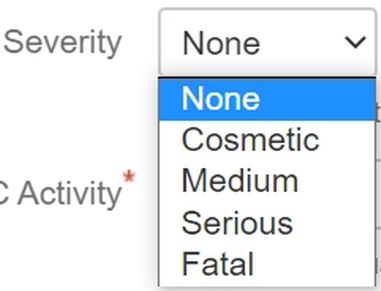 Severity None
None
Cosmetic
Medium
C Activity*
Serious
Fatal